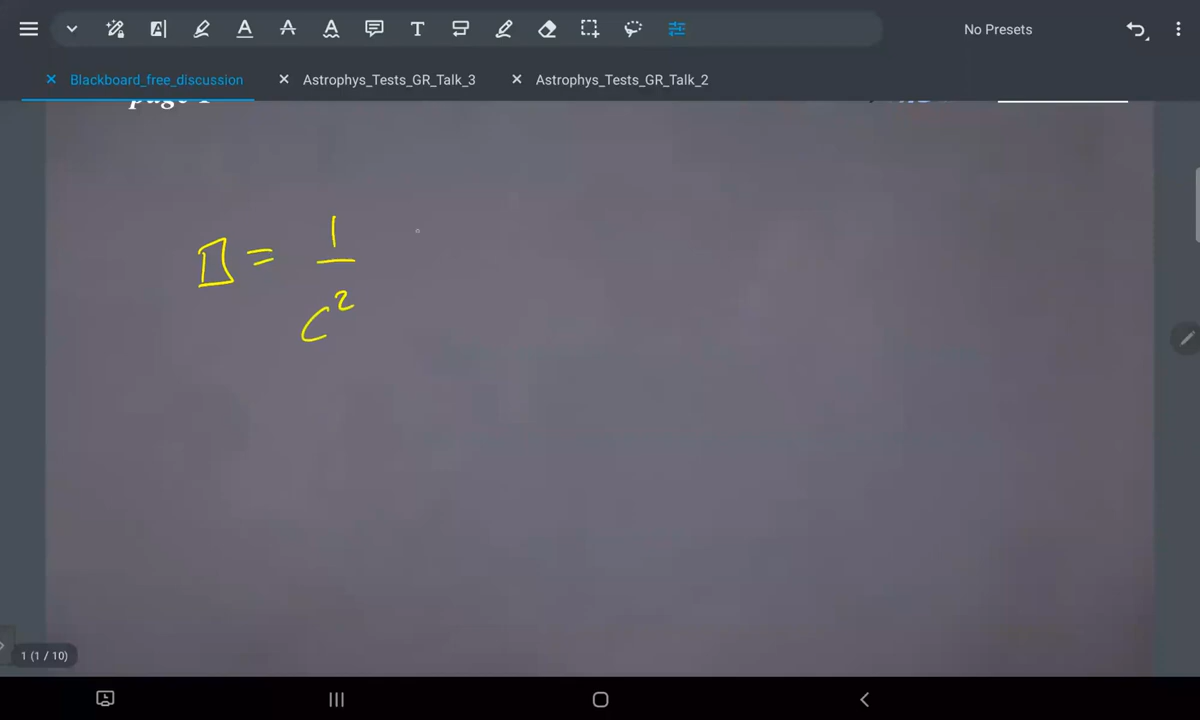 No Presets
Blackboard_free_discussion
Astrophys_Tests_GR_Talk_3
Astrophys_Tests_GR_Talk_2
□ = 1/c²
1 (1 / 10)